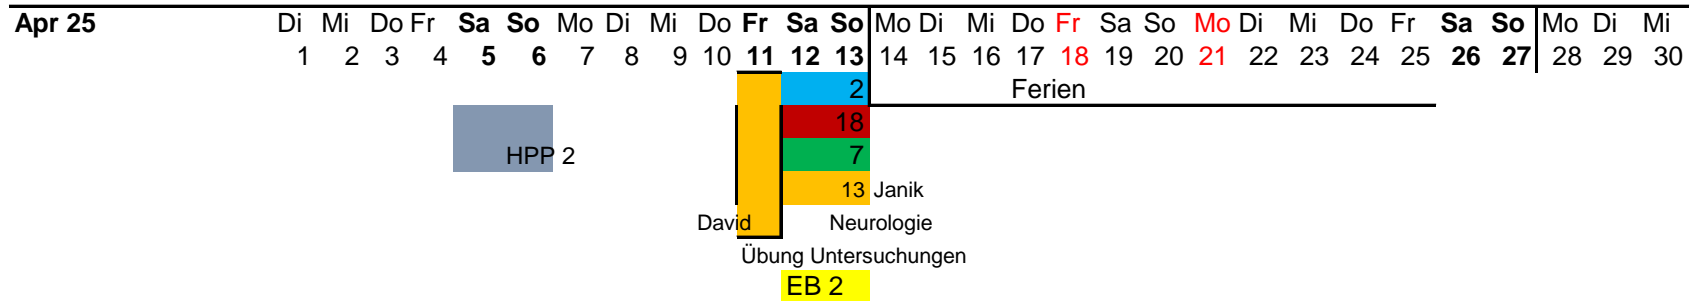 Apr 25 Di Mi Do Fr Sa So Mo Di Mi Do Fr Sa So Mo Di Mi Do Fr Sa So Mo Di Mi Do Fr Sa So Mo Di Mi
1 2 3 4 5 6 7 8 9 10 11 12 13 14 15 16 17 18 19 20 21 22 23 24 25 26 27 28 29 30
2 Ferien
18
HPP 2 7
13 Janik
David Neurologie
Übung Untersuchungen
EB 2